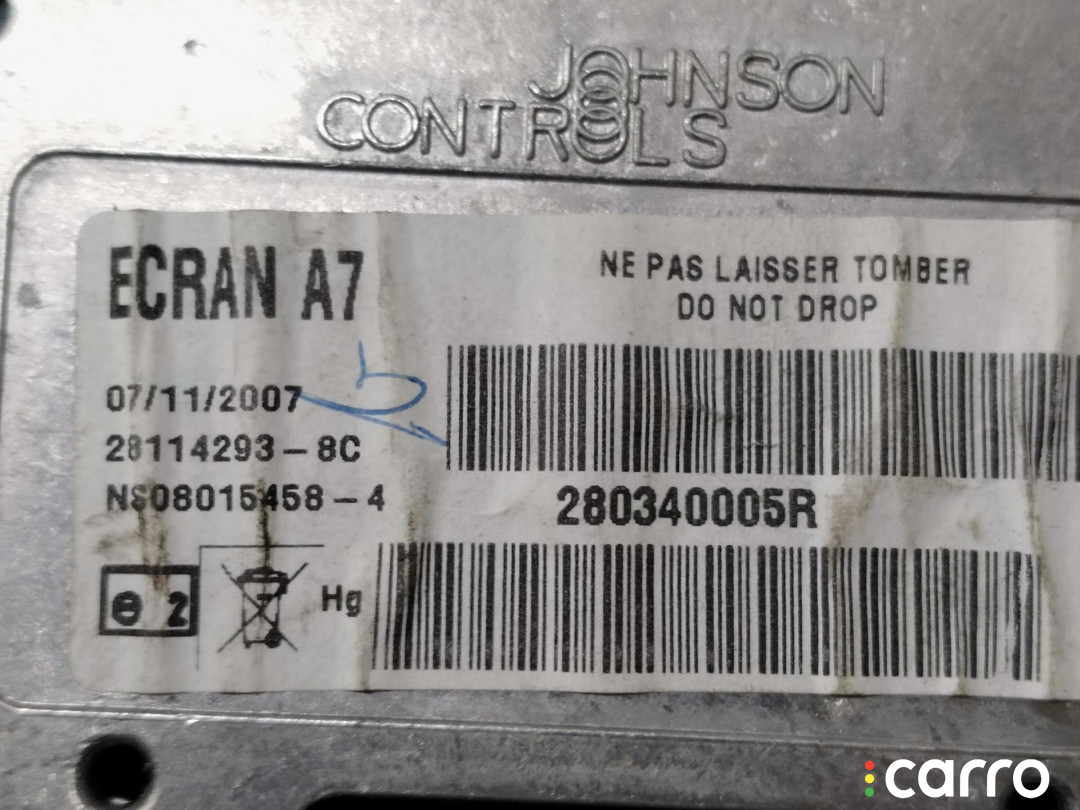 JOHNSON
CONTROLS
ECRAN A7
NE PAS LAISSER TOMBER
DO NOT DROP
07/11/2007
28114293-8C
NS08015458-4
280340005R
e 2
Hg
carro